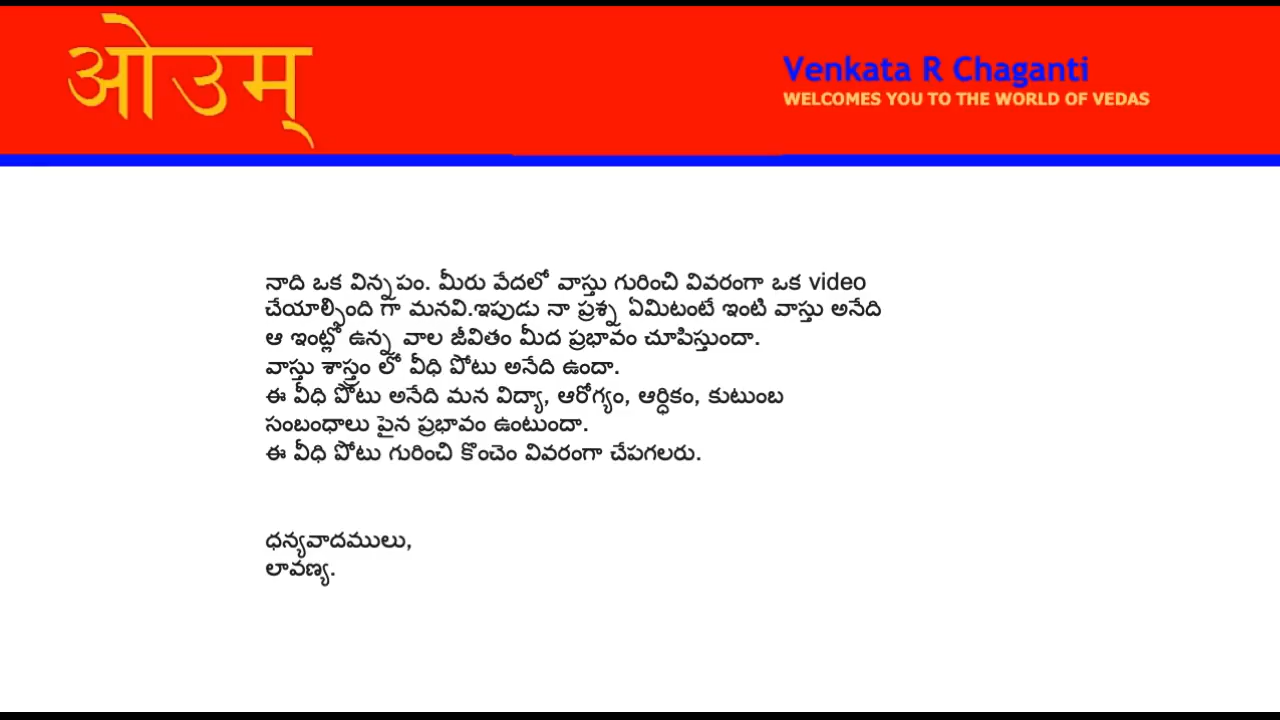 ओउम्
Venkata R Chaganti
WELCOMES YOU TO THE WORLD OF VEDAS
నాది ఒక విన్నపం. మీరు వేదలో వాస్తు గురించి వివరంగా ఒక video
చేయాల్సింది గా మనవి.ఇపుడు నా ప్రశ్న ఏమిటంటే ఇంటి వాస్తు అనేది
ఆ ఇంట్లో ఉన్న వాల జీవితం మీద ప్రభావం చూపిస్తుందా.
వాస్తు శాస్త్రం లో వీధి పోటు అనేది ఉందా.
ఈ వీధి పోటు అనేది మన విద్యా, ఆరోగ్యం, ఆర్ధికం, కుటుంబ
సంబంధాలు పైన ప్రభావం ఉంటుందా.
ఈ వీధి పోటు గురించి కొంచెం వివరంగా చేపగలరు.
ధన్యవాదములు,
లావణ్య.